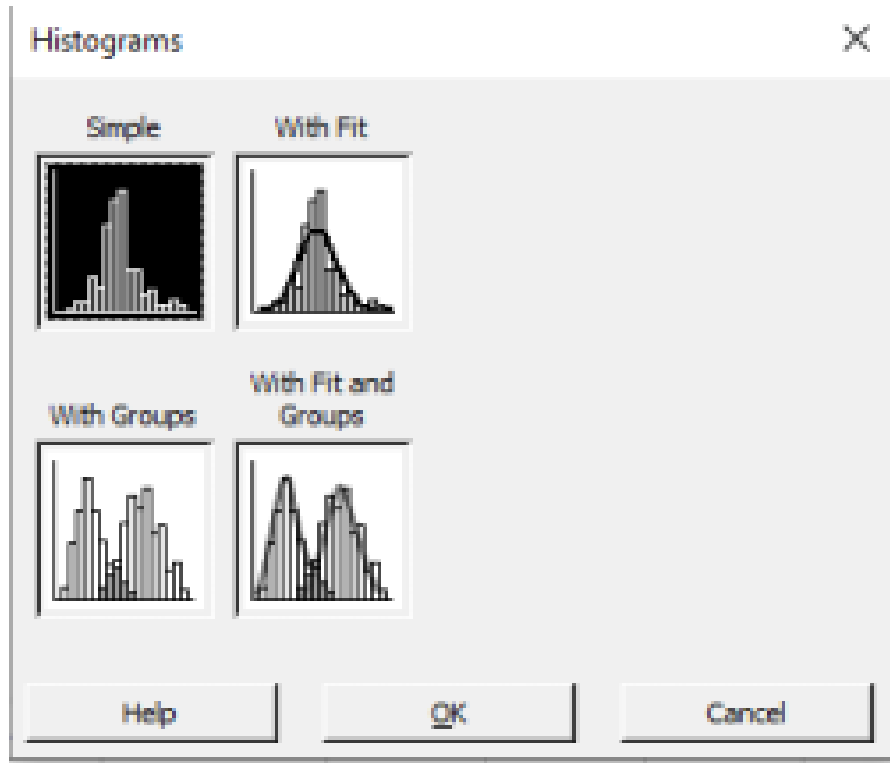 Histograms
Simple
With Fit
With Groups
With Fit and
Groups
Help
OK
Cancel